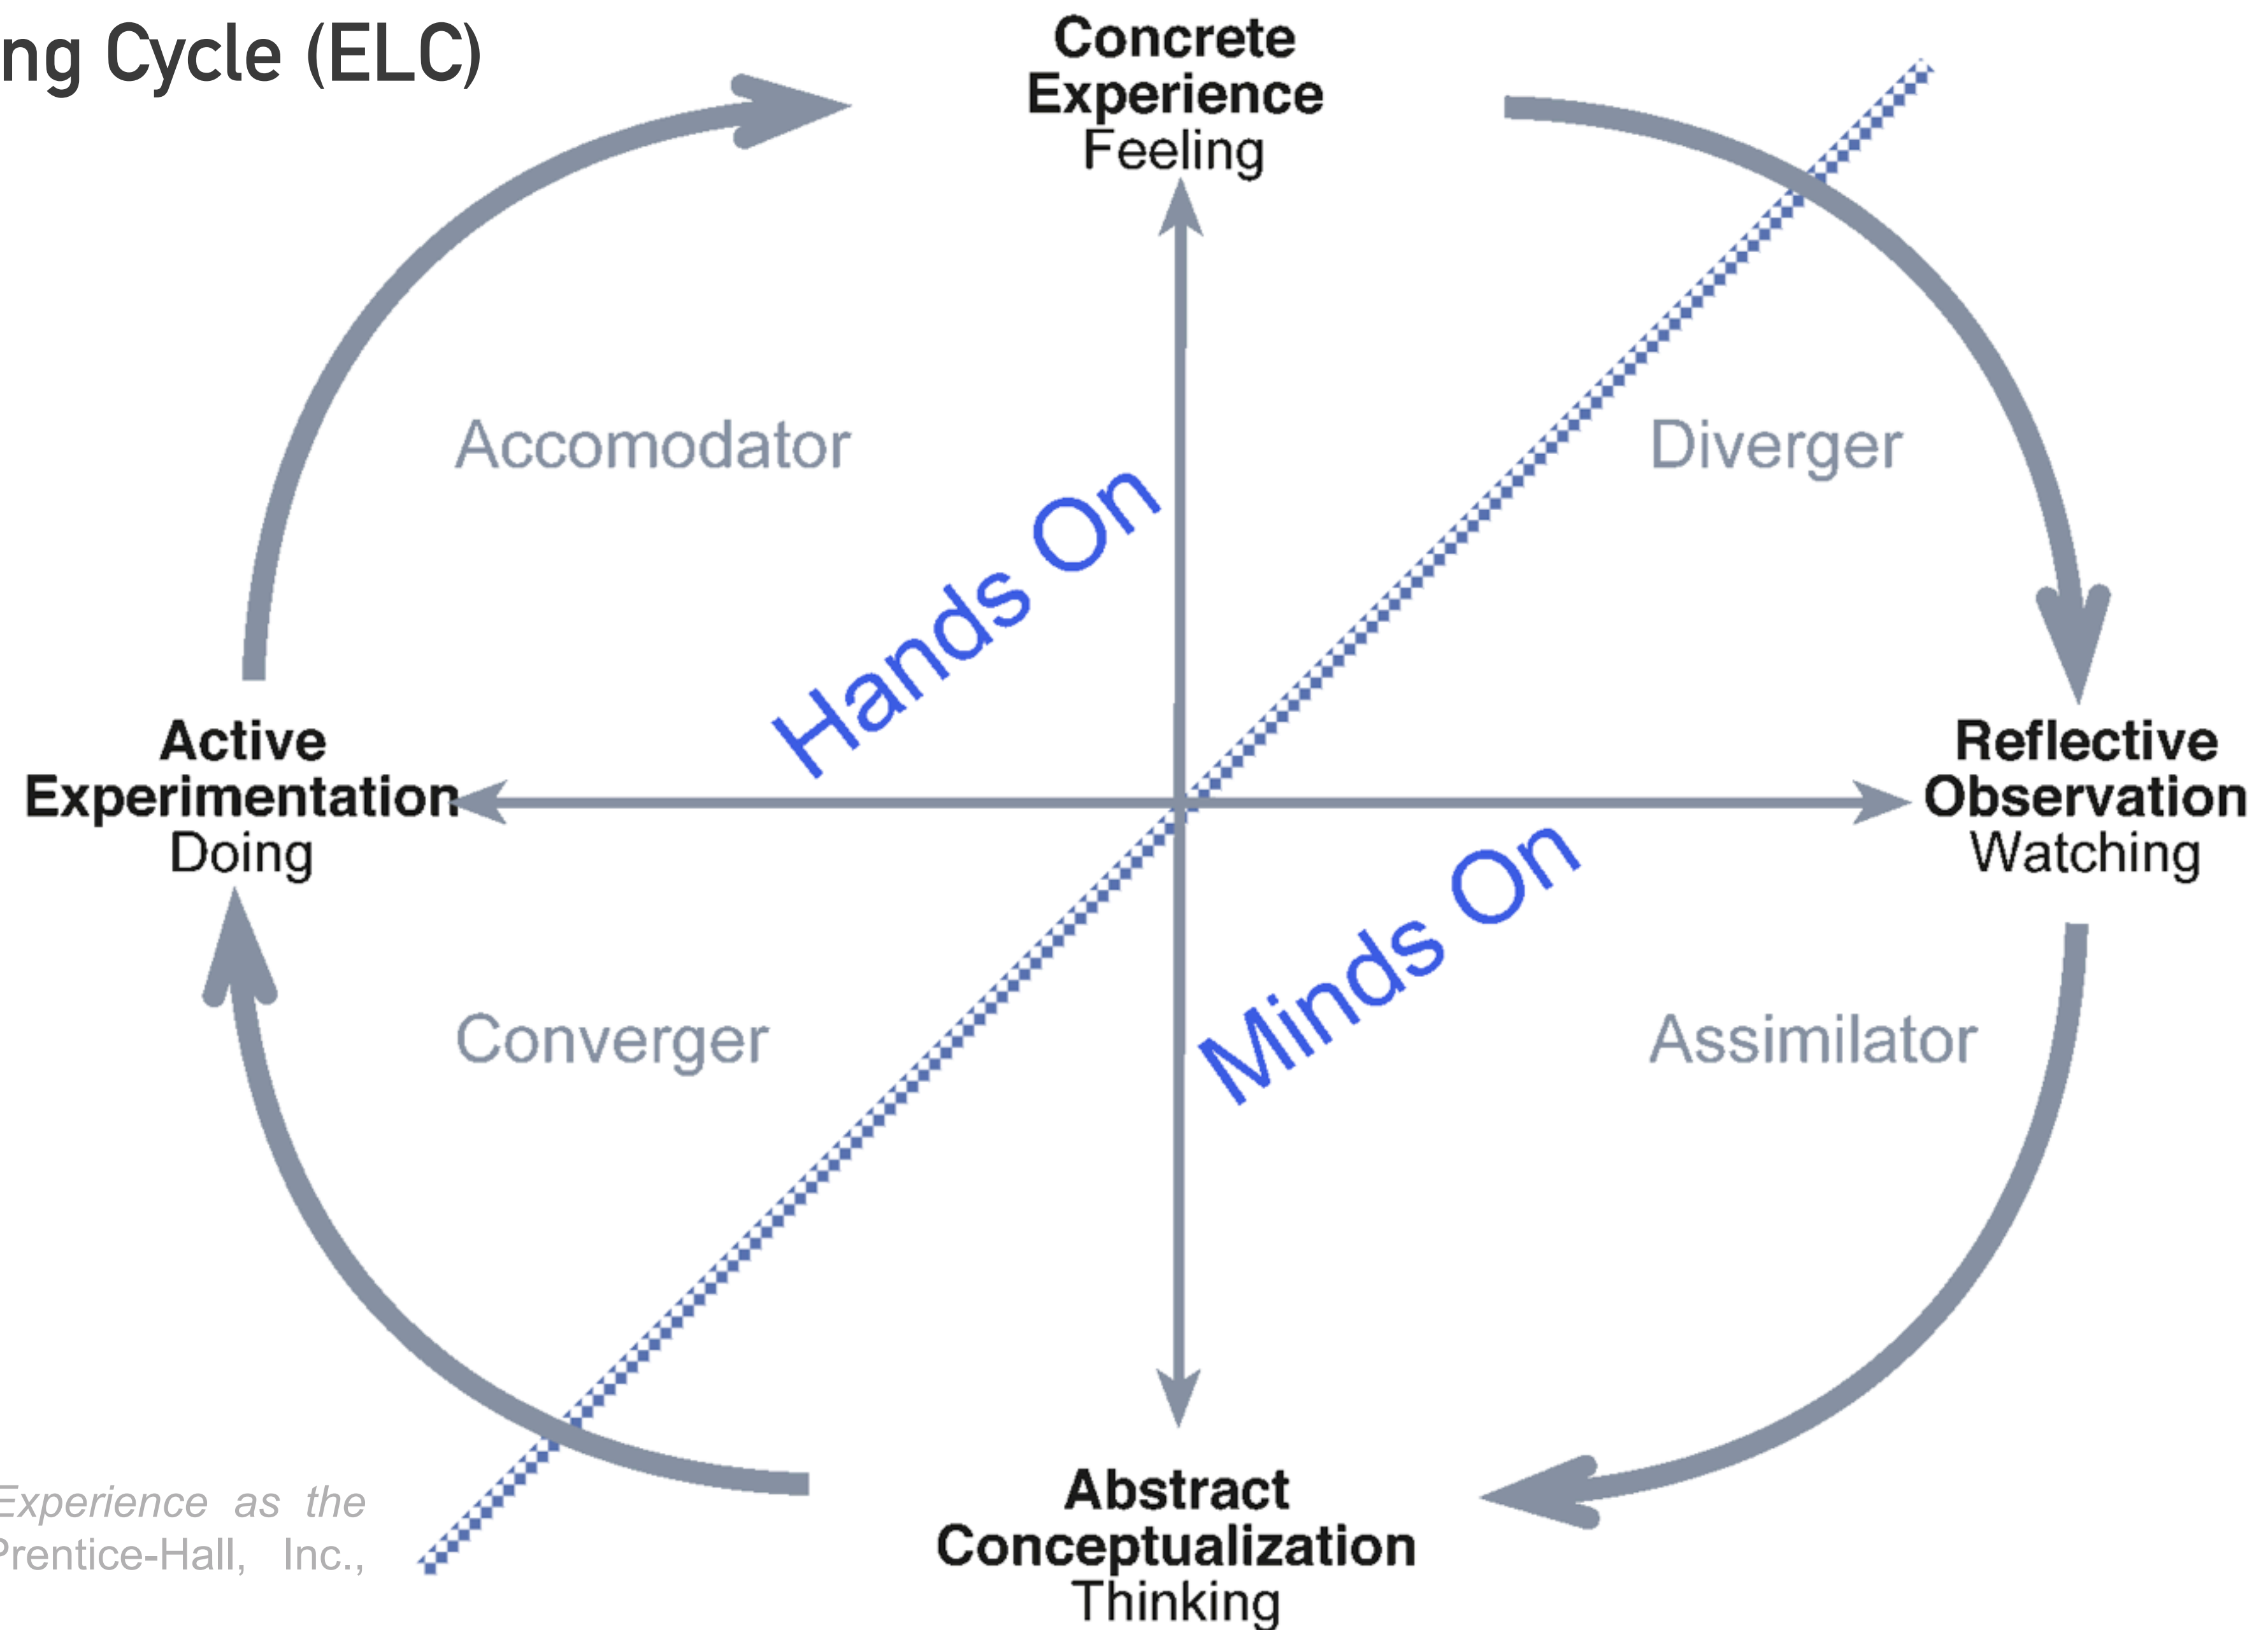 ng Cycle (ELC)
Concrete
Experience
Feeling
Accomodator
Diverger
Hands On
Active
Experimentation
Doing
Reflective
Observation
Watching
Minds On
Converger
Assimilator
Abstract
Conceptualization
Thinking
Experience as the
Prentice-Hall, Inc.,